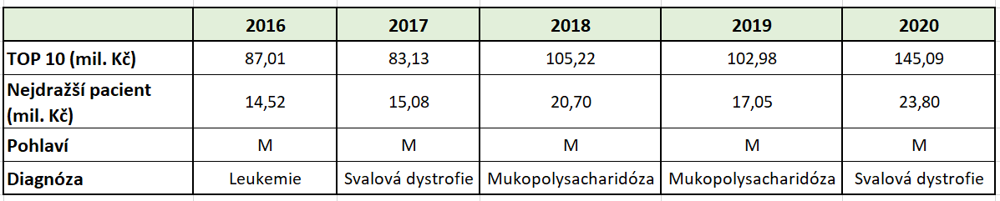 2016 2017 2018 2019 2020
TOP 10 (mil. Kč) 87,01 83,13 105,22 102,98 145,09
Nejdražší pacient
(mil. Kč) 14,52 15,08 20,70 17,05 23,80
Pohlaví M M M M M
Diagnóza Leukemie Svalová dystrofie Mukopolysacharidóza Mukopolysacharidóza Svalová dystrofie